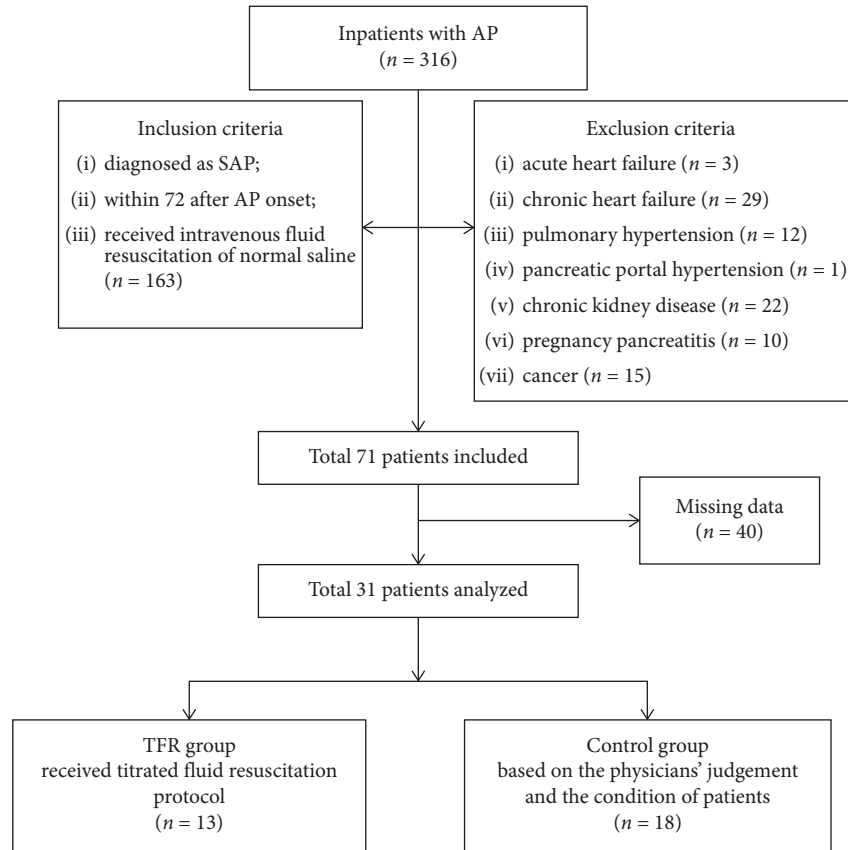 Inpatients with AP
(n = 316)
Inclusion criteria
(i) diagnosed as SAP;
(ii) within 72 after AP onset;
(iii) received intravenous fluid
resuscitation of normal saline
(n = 163)
Exclusion criteria
(i) acute heart failure (n = 3)
(ii) chronic heart failure (n = 29)
(iii) pulmonary hypertension (n = 12)
(iv) pancreatic portal hypertension (n = 1)
(v) chronic kidney disease (n = 22)
(vi) pregnancy pancreatitis (n = 10)
(vii) cancer (n = 15)
Total 71 patients included
Missing data
(n = 40)
Total 31 patients analyzed
TFR group
received titrated fluid resuscitation
protocol
(n = 13)
Control group
based on the physicians’ judgement
and the condition of patients
(n = 18)